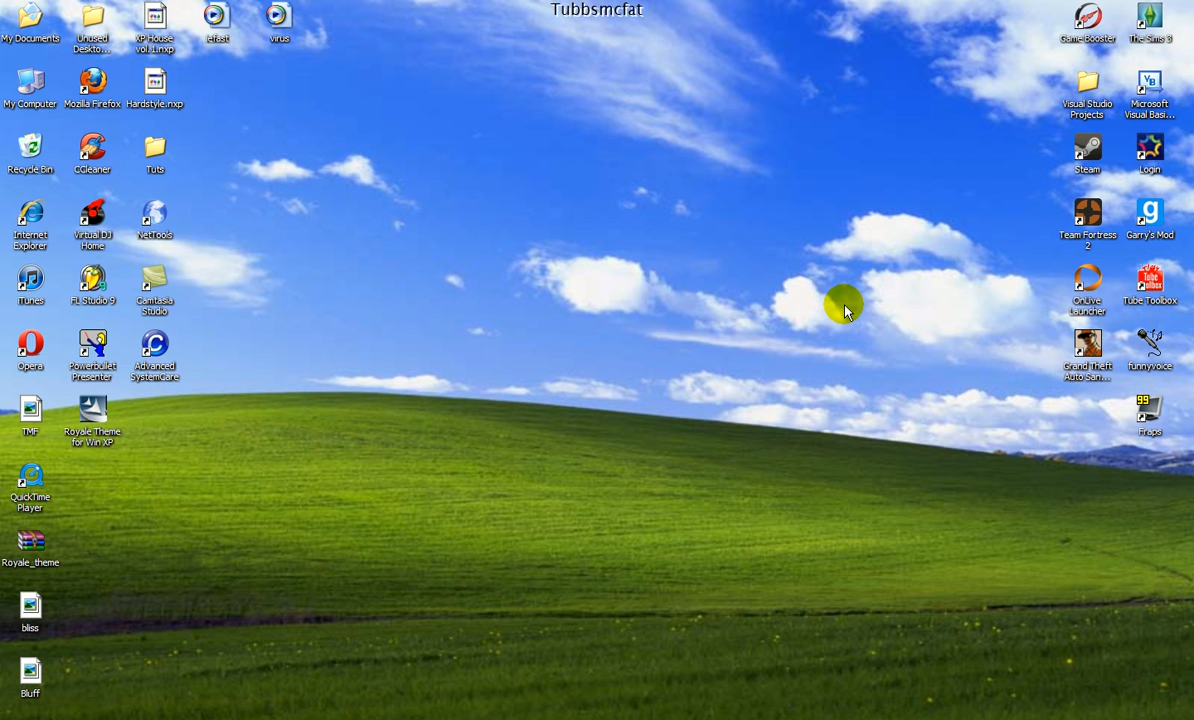 Tubbsmcfat
My Documents
Unused
Deskto...
XP House
vol 1.nxp
lefast
virus
Game Booster
The Sims 3
My Computer
Mozilla Firefox
Hardstyle.nxp
Visual Studio
Projects
VB
Microsoft
Visual Basi...
Recycle Bin
CCleaner
Tuts
Steam
Login
Internet
Explorer
Virtual DJ
Home
NetTools
Team Fortress
2
g
Garry's Mod
iTunes
FL Studio 9
Camtasia
Studio
OnLive
Launcher
Tube
Toolbox
Tube Toolbox
Opera
Powerbullet
Presenter
Advanced
SystemCare
Grand Theft
Auto San...
funnyvoice
TMF
Royale Theme
for Win XP
99
Fraps
QuickTime
Player
Royale_theme
bliss
Bluff